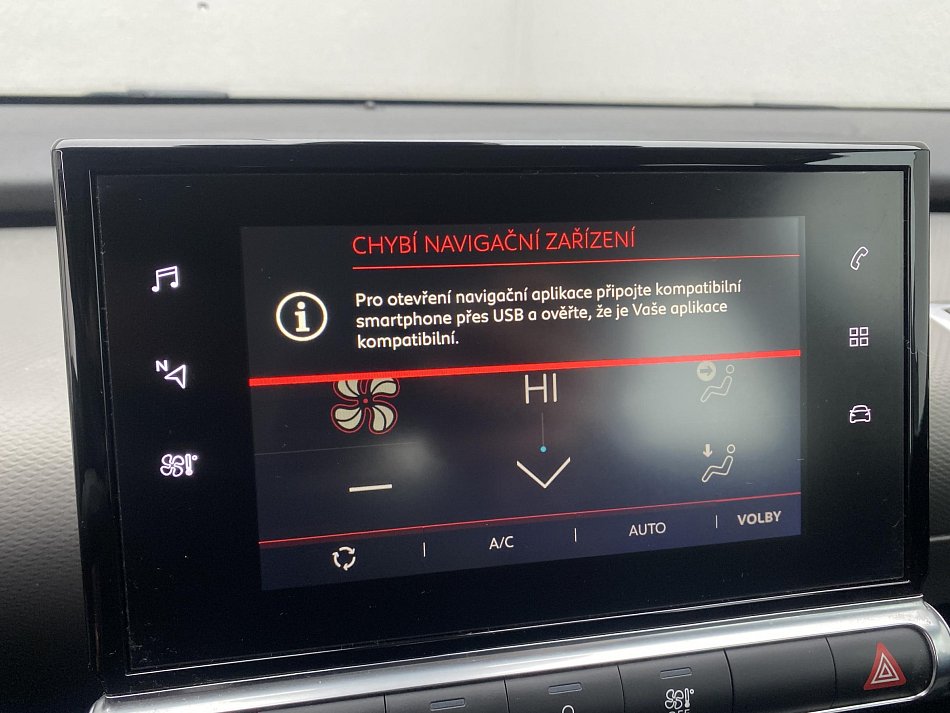 CHYBÍ NAVIGAČNÍ ZAŘÍZENÍ
Pro otevření navigační aplikace připojte kompatibilní
smartphone přes USB a ověřte, že je Vaše aplikace
kompatibilní.
N
HI
A/C
AUTO
VOLBY
OFF